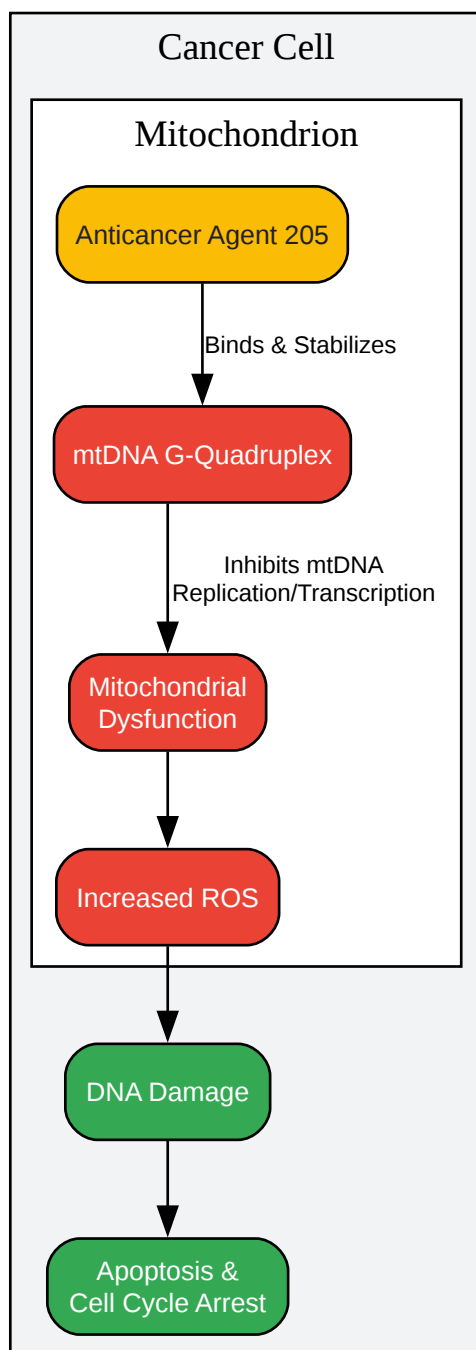 Cancer Cell
Mitochondrion
Anticancer Agent 205
Binds & Stabilizes
mtDNA G-Quadruplex
Inhibits mtDNA
Replication/Transcription
Mitochondrial
Dysfunction
Increased ROS
DNA Damage
Apoptosis &
Cell Cycle Arrest